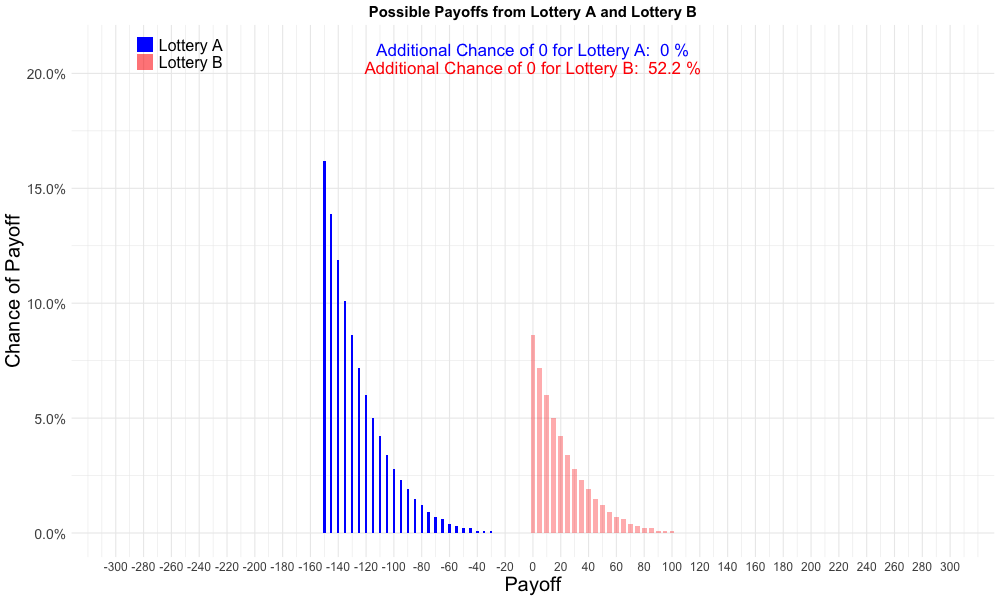 Possible Payoffs from Lottery A and Lottery B
Lottery A
Lottery B
Additional Chance of 0 for Lottery A:  0 %
Additional Chance of 0 for Lottery B:  52.2 %
Chance of Payoff
20.0%
15.0%
10.0%
5.0%
0.0%
-300 -280 -260 -240 -220 -200 -180 -160 -140 -120 -100 -80 -60 -40 -20 0 20 40 60 80 100 120 140 160 180 200 220 240 260 280 300
Payoff